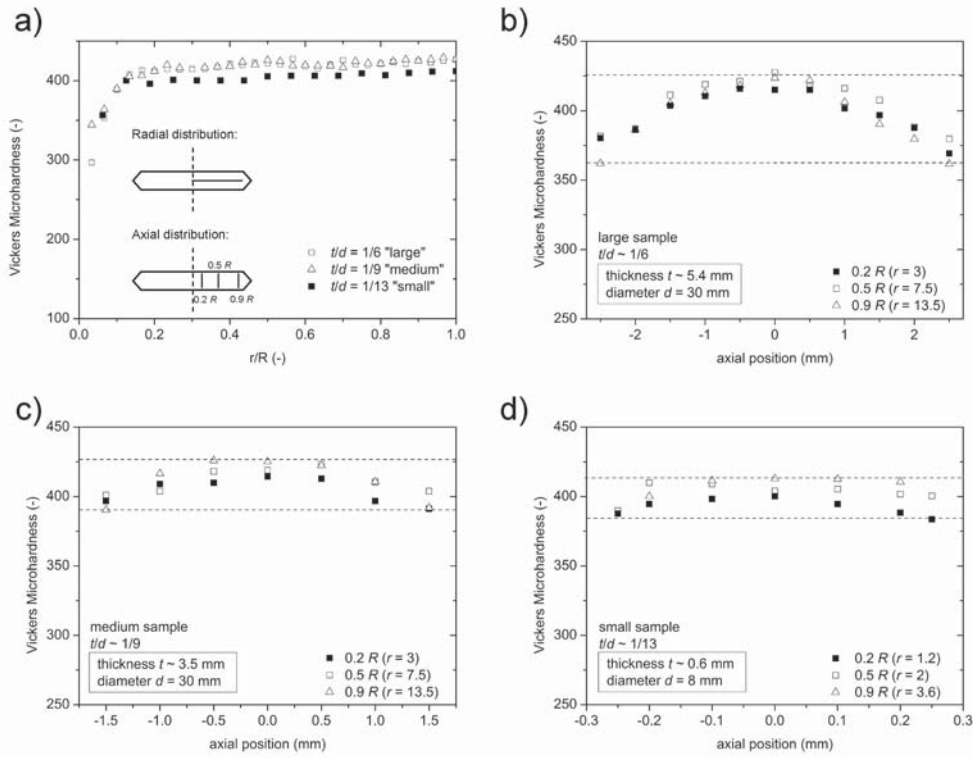 a)
Vickers Microhardness (-)
400
300
200
100
0.0
0.2
0.4
0.6
0.8
1.0
r/R (-)
Radial distribution:
Axial distribution:
0.5 R
0.2 R
0.9 R
t/d = 1/6 "large"
t/d = 1/9 "medium"
t/d = 1/13 "small"
b)
Vickers Microhardness (-)
450
400
350
300
250
-2
-1
0
1
2
axial position (mm)
large sample
t/d ~ 1/6
thickness t ~ 5.4 mm
diameter d = 30 mm
0.2 R (r = 3)
0.5 R (r = 7.5)
0.9 R (r = 13.5)
c)
Vickers Microhardness (-)
450
400
350
300
250
-1.5
-1.0
-0.5
0.0
0.5
1.0
1.5
axial position (mm)
medium sample
t/d ~ 1/9
thickness t ~ 3.5 mm
diameter d = 30 mm
0.2 R (r = 3)
0.5 R (r = 7.5)
0.9 R (r = 13.5)
d)
Vickers Microhardness (-)
450
400
350
300
250
-0.3
-0.2
-0.1
0.0
0.1
0.2
0.3
axial position (mm)
small sample
t/d ~ 1/13
thickness t ~ 0.6 mm
diameter d = 8 mm
0.2 R (r = 1.2)
0.5 R (r = 2)
0.9 R (r = 3.6)